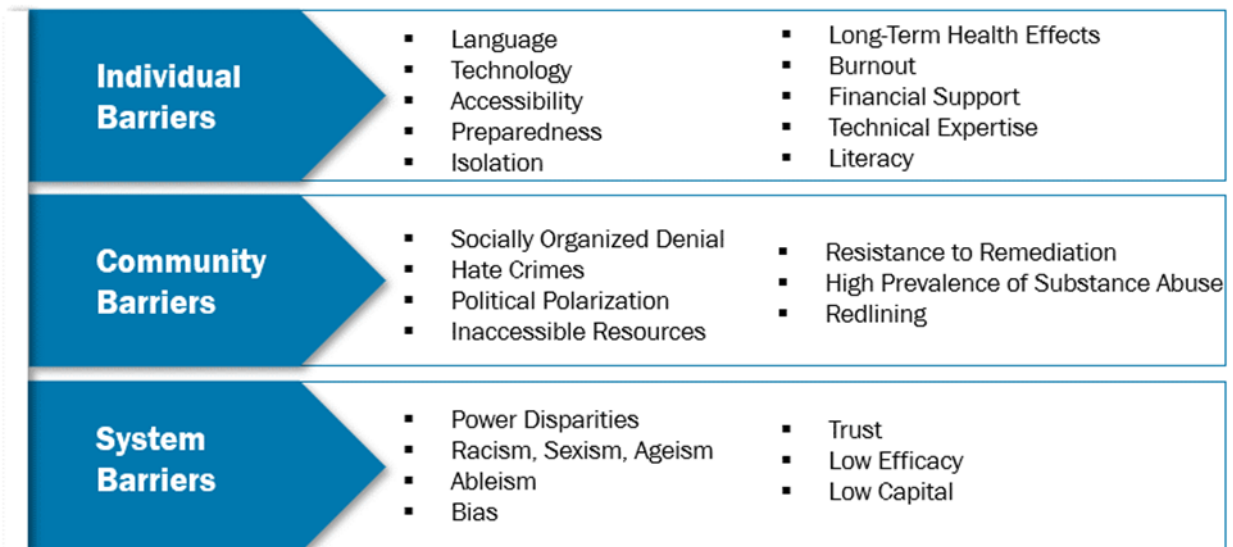 Individual
Barriers
▪ Language
▪ Technology
▪ Accessibility
▪ Preparedness
▪ Isolation
▪ Long-Term Health Effects
▪ Burnout
▪ Financial Support
▪ Technical Expertise
▪ Literacy
Community
Barriers
▪ Socially Organized Denial
▪ Hate Crimes
▪ Political Polarization
▪ Inaccessible Resources
▪ Resistance to Remediation
▪ High Prevalence of Substance Abuse
▪ Redlining
System
Barriers
▪ Power Disparities
▪ Racism, Sexism, Ageism
▪ Ableism
▪ Bias
▪ Trust
▪ Low Efficacy
▪ Low Capital